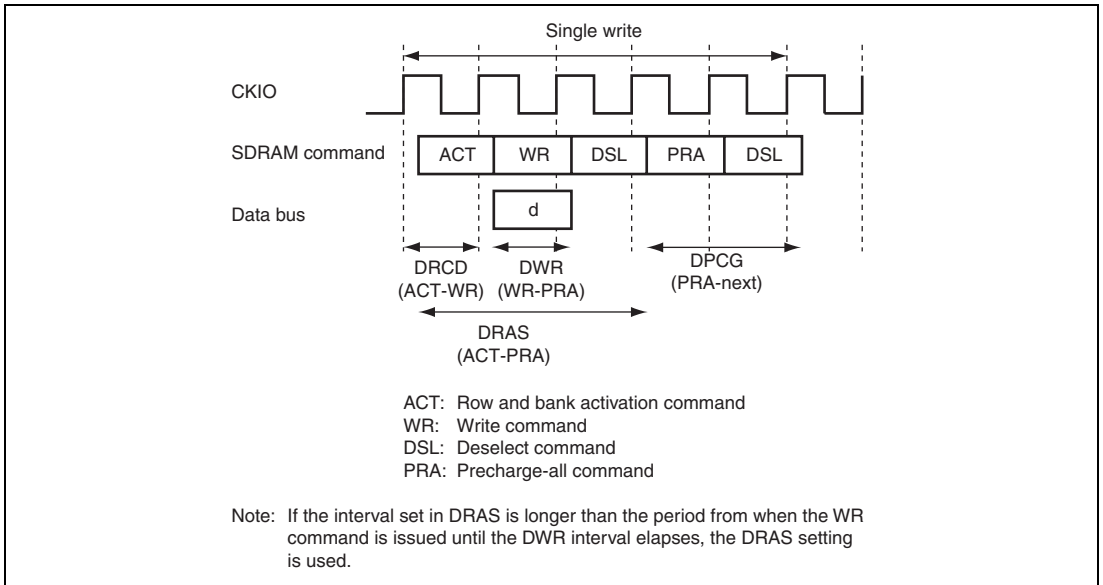 Single write
CKIO
SDRAM command ACT WR DSL PRA DSL
Data bus d
DRCD DWR DPCG
(ACT-WR) (WR-PRA) (PRA-next)
DRAS
(ACT-PRA)
ACT: Row and bank activation command
WR: Write command
DSL: Deselect command
PRA: Precharge-all command
Note: If the interval set in DRAS is longer than the period from when the WR
command is issued until the DWR interval elapses, the DRAS setting
is used.